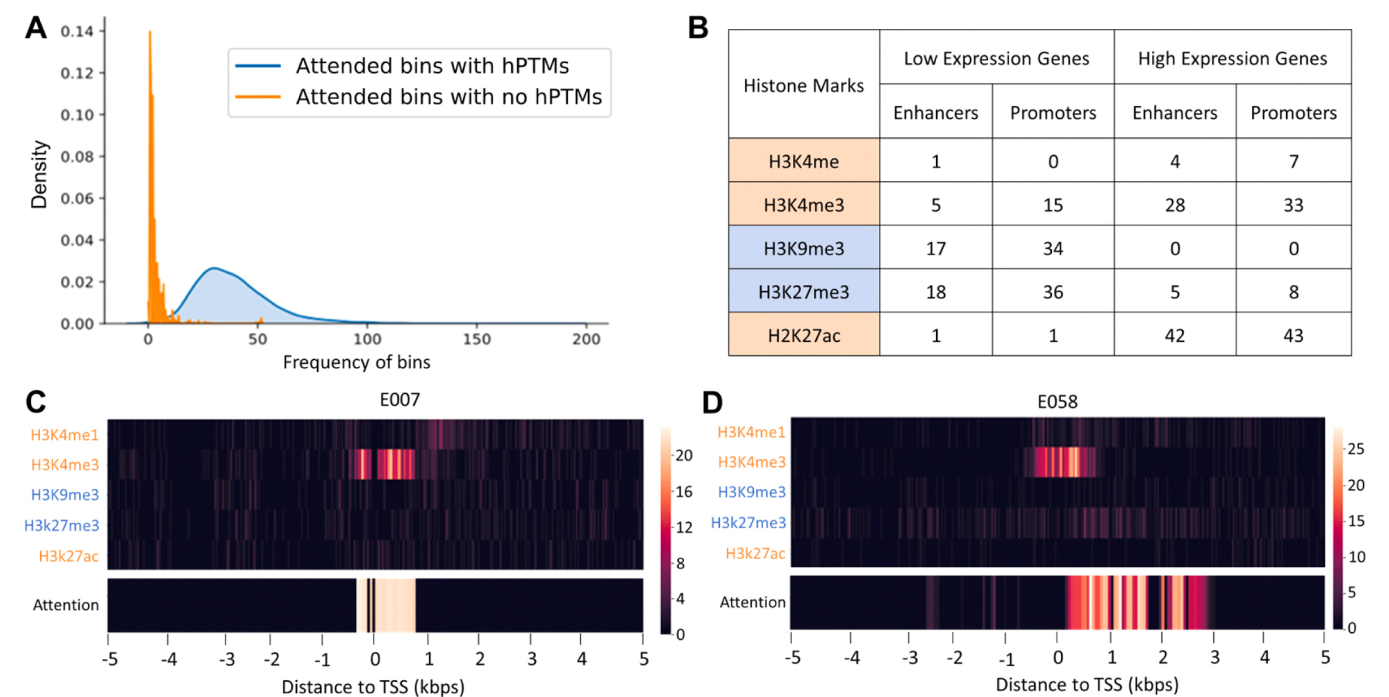 A
0.14
0.12
0.10
0.08
0.06
0.04
0.02
0.00
Density
Attended bins with hPTMs
Attended bins with no hPTMs
0 50 100 150 200
Frequency of bins
B
Histone Marks Low Expression Genes High Expression Genes
Enhancers Promoters Enhancers Promoters
H3K4me 1 0 4 7
H3K4me3 5 15 28 33
H3K9me3 17 34 0 0
H3K27me3 18 36 5 8
H2K27ac 1 1 42 43
C
E007
H3K4me1
H3K4me3
H3K9me3
H3k27me3
H3k27ac
Attention
20
16
12
8
4
0
-5 -4 -3 -2 -1 0 1 2 3 4 5
Distance to TSS (kbps)
D
E058
H3K4me1
H3K4me3
H3K9me3
H3k27me3
H3k27ac
Attention
25
20
15
10
5
0
-5 -4 -3 -2 -1 0 1 2 3 4 5
Distance to TSS (kbps)